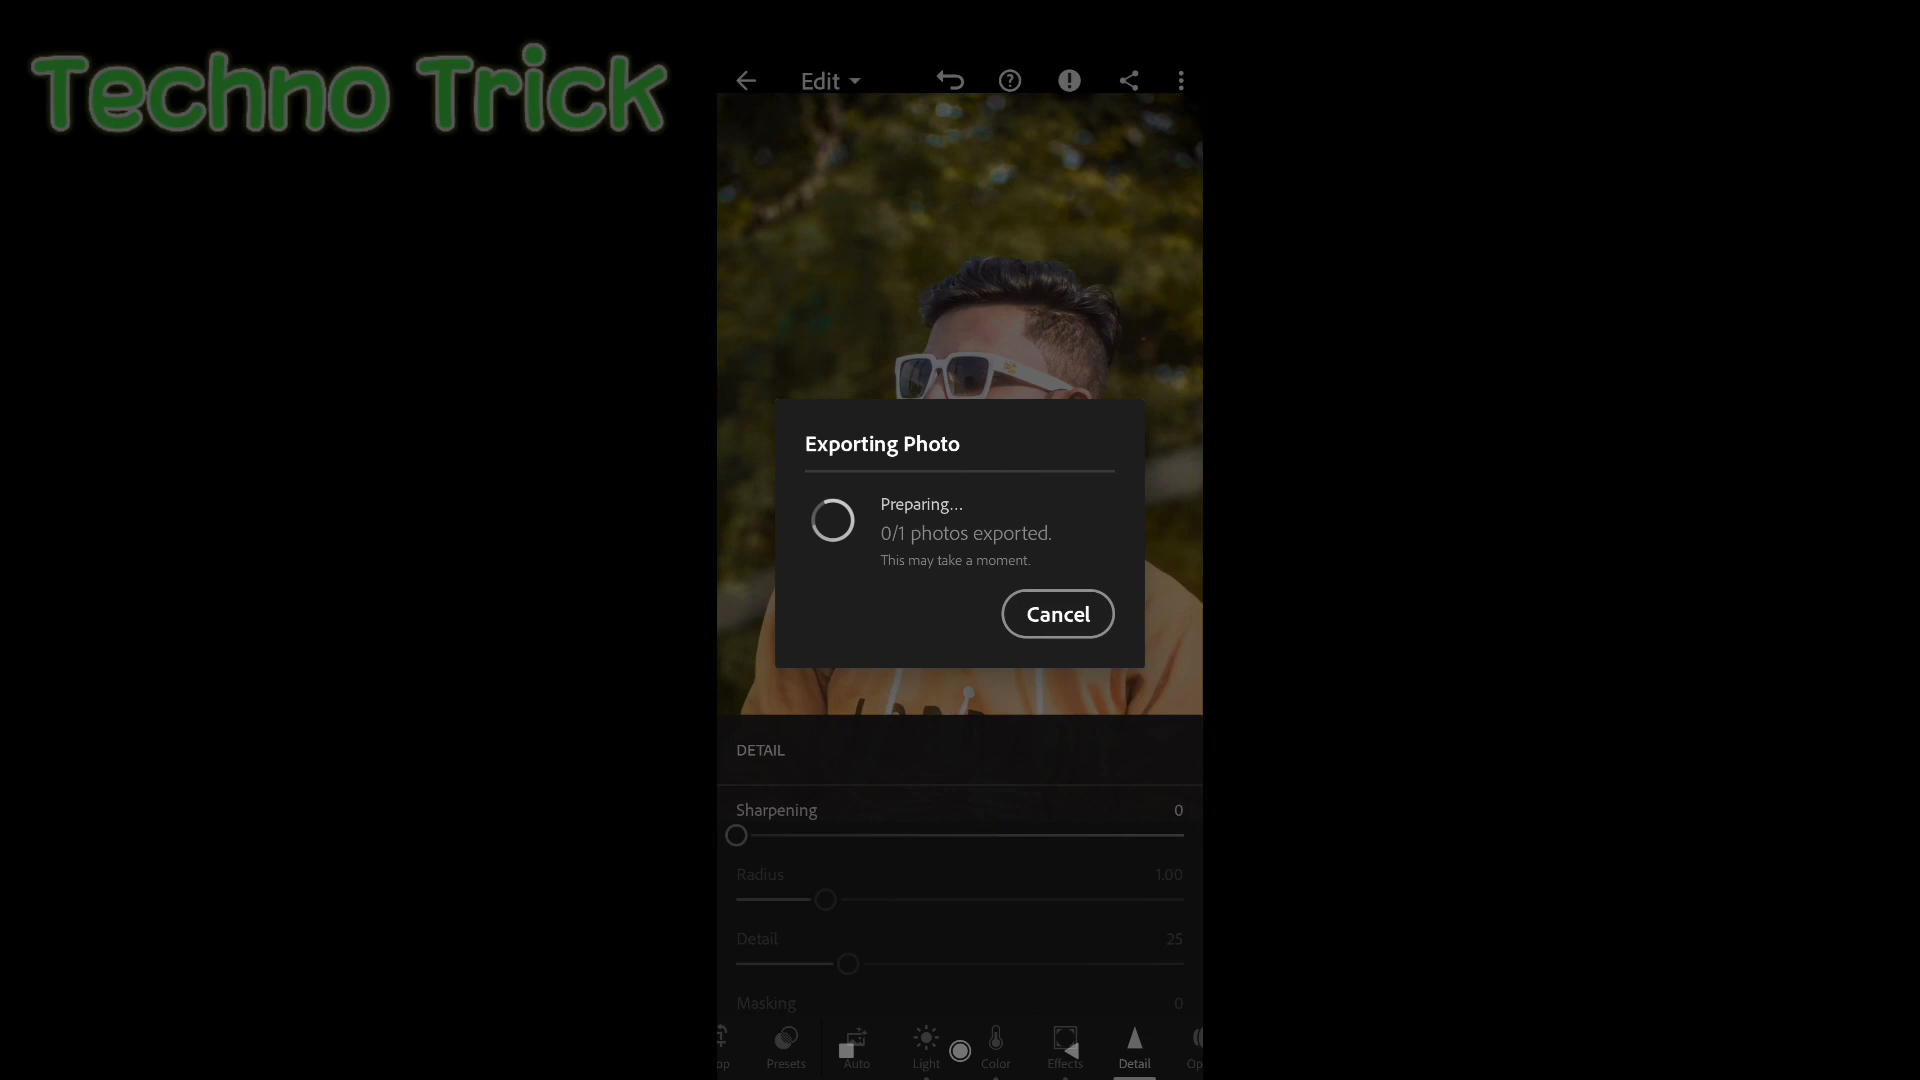 Techno Trick
Edit
Exporting Photo
Preparing...
0/1 photos exported.
This may take a moment.
Cancel
DETAIL
Sharpening 0
Radius 1.00
Detail 25
Masking 0
op Presets Auto Light Color Effects Detail Op